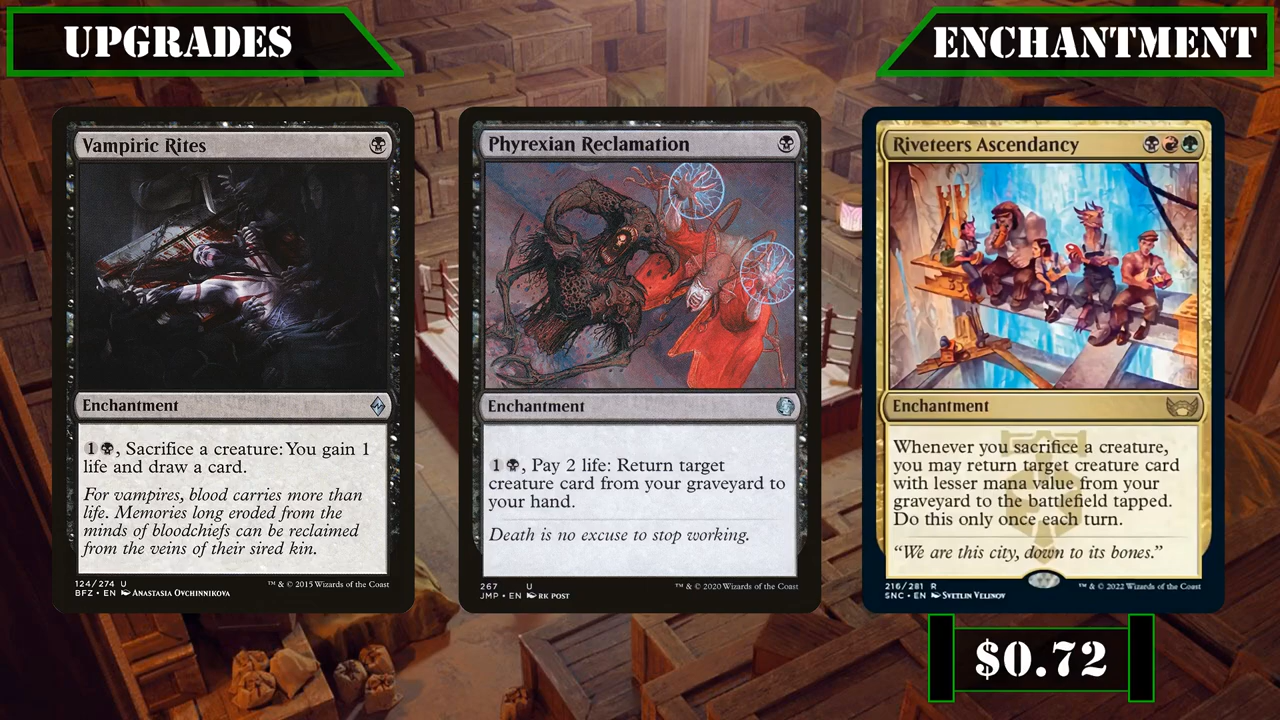 UPGRADES
ENCHANTMENT
Vampiric Rites
Enchantment
1, Sacrifice a creature: You gain 1
life and draw a card.
For vampires, blood carries more than
life. Memories long eroded from the
minds of bloodchiefs can be reclaimed
from the veins of their sired kin.
124/274 U
BFZ • EN Anastasia Ovchinnikova
™ & © 2015 Wizards of the Coast
Phyrexian Reclamation
Enchantment
1, Pay 2 life: Return target
creature card from your graveyard to
your hand.
Death is no excuse to stop working.
267 U
JMP • EN RK Post
™ & © 2020 Wizards of the Coast
Riveteers Ascendancy
Enchantment
Whenever you sacrifice a creature,
you may return target creature card
with lesser mana value from your
graveyard to the battlefield tapped.
Do this only once each turn.
“We are this city, down to its bones.”
216/281 R
SNC • EN Svetlin Velinov
™ & © 2022 Wizards of the Coast
$0.72